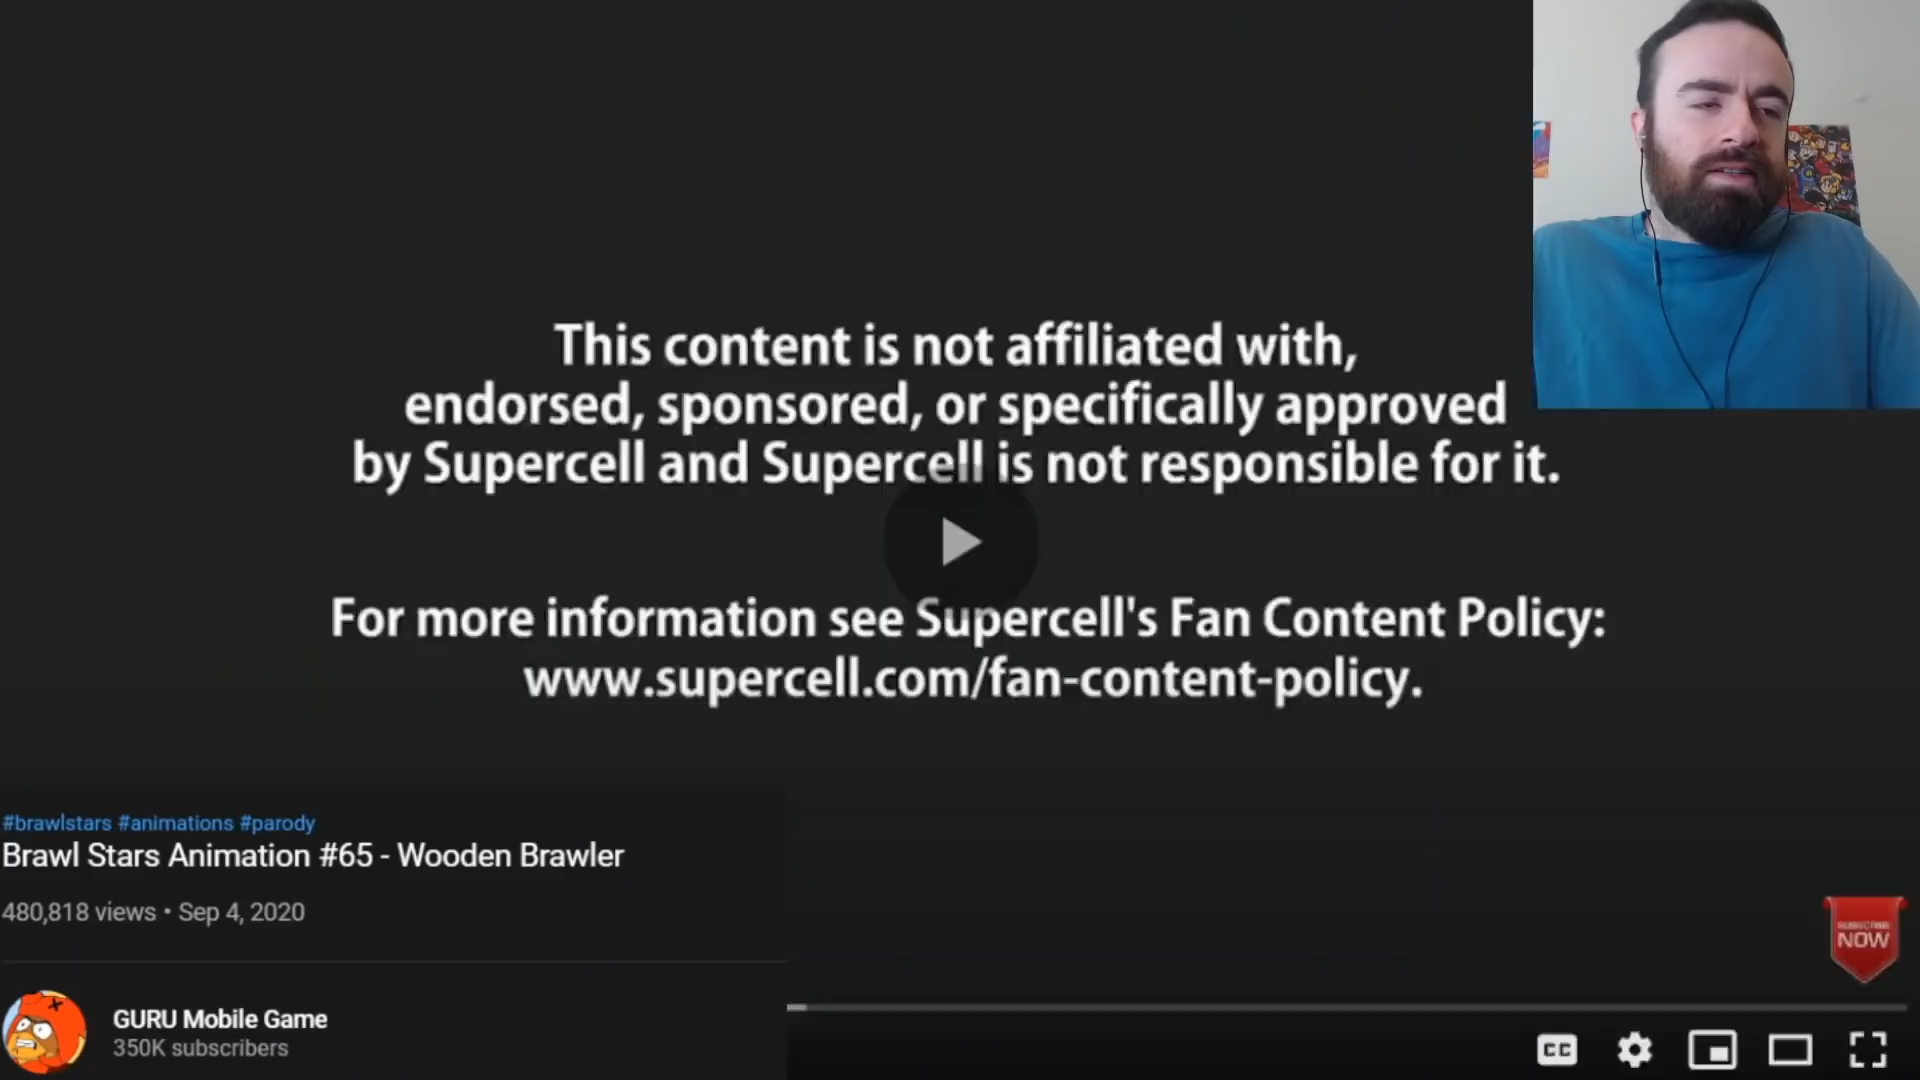 This content is not affiliated with,
endorsed, sponsored, or specifically approved
by Supercell and Supercell is not responsible for it.
For more information see Supercell's Fan Content Policy:
www.supercell.com/fan-content-policy.
#brawlstars #animations #parody
Brawl Stars Animation #65 - Wooden Brawler
480,818 views • Sep 4, 2020
SUBSCRIBE
NOW
GURU Mobile Game
350K subscribers
CC